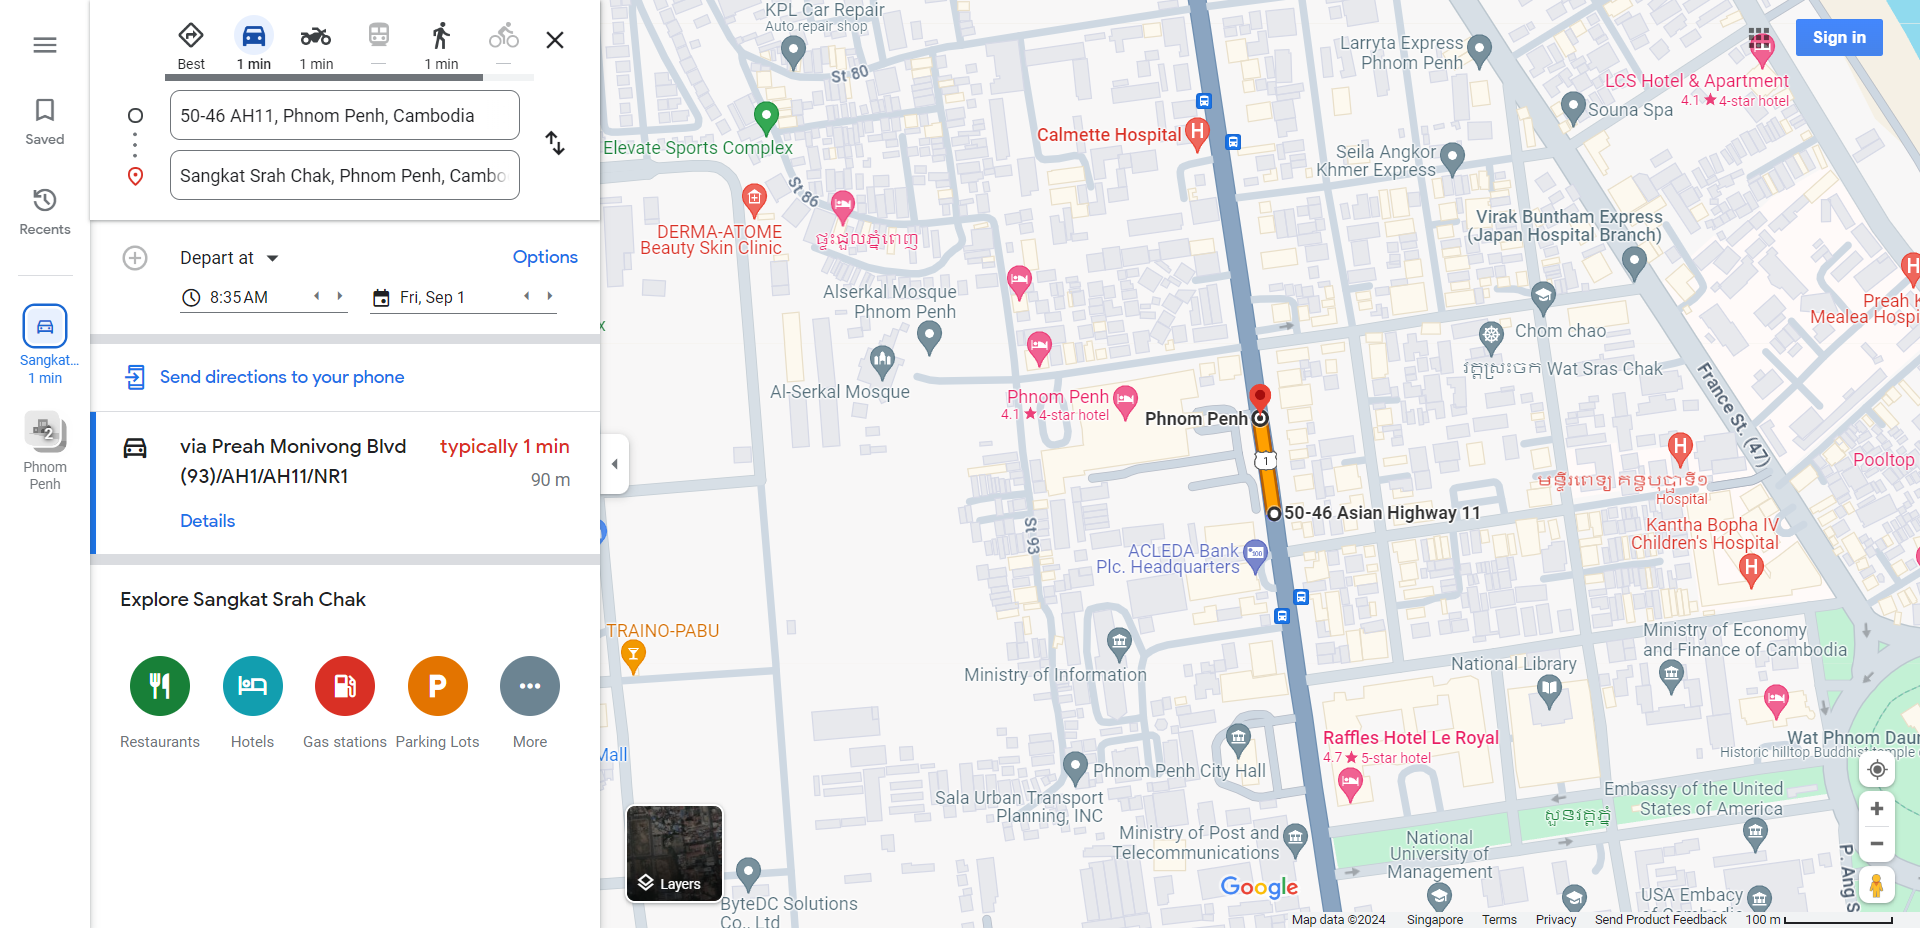 Saved
Recents
Sangkat...
1 min
2
Phnom
Penh
Best
1 min
1 min
—
1 min
—
50-46 AH11, Phnom Penh, Cambodia
Sangkat Srah Chak, Phnom Penh, Cambo
Depart at
Options
8:35 AM
Fri, Sep 1
Send directions to your phone
via Preah Monivong Blvd
(93)/AH1/AH11/NR1
typically 1 min
90 m
Details
Explore Sangkat Srah Chak
Restaurants
Hotels
Gas stations
P
Parking Lots
More
KPL Car Repair
Auto repair shop
St 80
Elevate Sports Complex
St 86
DERMA-ATOME
Beauty Skin Clinic
ផ្ទះជួលភ្នំពេញ
Alserkal Mosque
Phnom Penh
Al-Serkal Mosque
Calmette Hospital
H
Larryta Express
Phnom Penh
LCS Hotel & Apartment
4.1 ★ 4-star hotel
Souna Spa
Sign in
Seila Angkor
Khmer Express
Virak Buntham Express
(Japan Hospital Branch)
H
Preah K
Mealea Hospi
Chom chao
វត្តស្រះចក Wat Sras Chak
France St. (47)
Phnom Penh
4.1 ★ 4-star hotel
Phnom Penh
1
50-46 Asian Highway 11
St 93
ACLEDA Bank
Plc. Headquarters
H
Pooltop
មន្ទីរពេទ្យ គន្ធបុប្ផាទី១
Hospital
Kantha Bopha IV
Children's Hospital
H
TRAINO-PABU
Ministry of Information
Ministry of Economy
and Finance of Cambodia
National Library
Mall
Raffles Hotel Le Royal
4.7 ★ 5-star hotel
Wat Phnom Daun
Historic hilltop Buddhist temple
Phnom Penh City Hall
Sala Urban Transport
Planning, INC
Embassy of the United
States of America
សួនវត្តភ្នំ
Ministry of Post and
Telecommunications
National
University of
Management
P. Ang S
Layers
ByteDC Solutions
Co., Ltd
Google
USA Embacy
Map data ©2024
Singapore
Terms
Privacy
Send Product Feedback
100 m